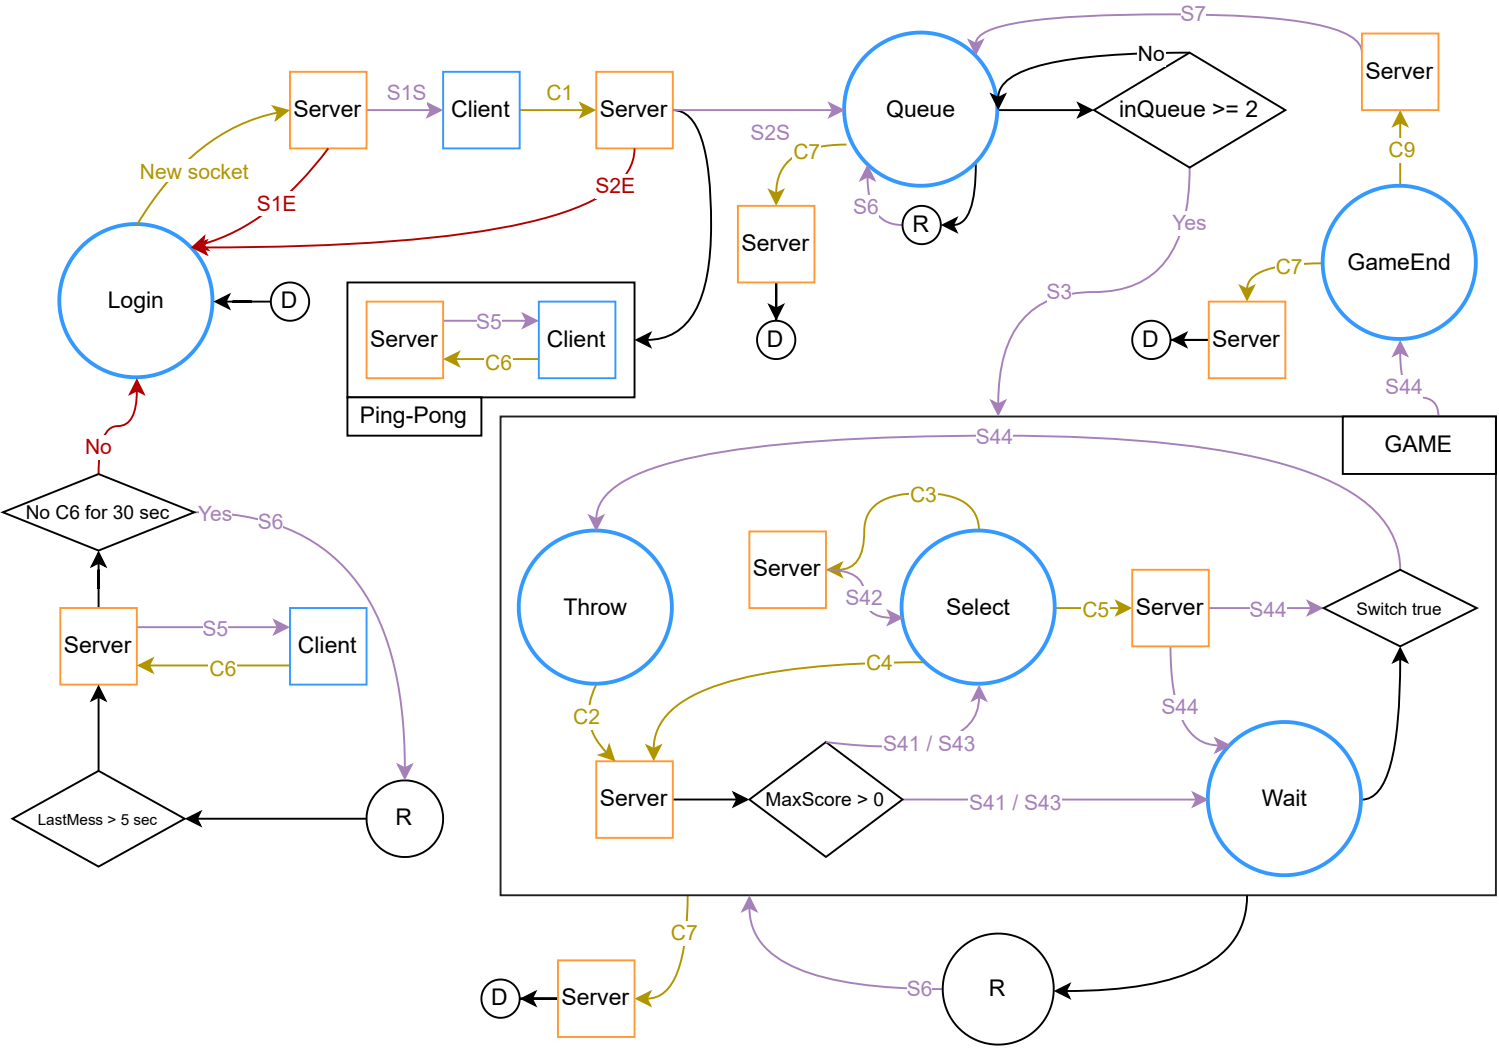 S7
Server
S1S
Client
C1
Server
Queue
No
inQueue >= 2
Server
New socket
S1E
S2E
S2S
C7
S6
R
Yes
C9
Server
Login
D
S5
Server
Client
C6
Ping-Pong
D
S3
GameEnd
C7
Server
D
S44
GAME
No
No C6 for 30 sec
Yes
S6
S44
C3
Server
S42
Throw
Select
C5
Server
S44
Switch true
Server
S5
C6
Client
C4
C2
S41 / S43
S44
Server
MaxScore > 0
S41 / S43
Wait
LastMess > 5 sec
R
C7
Server
D
S6
R